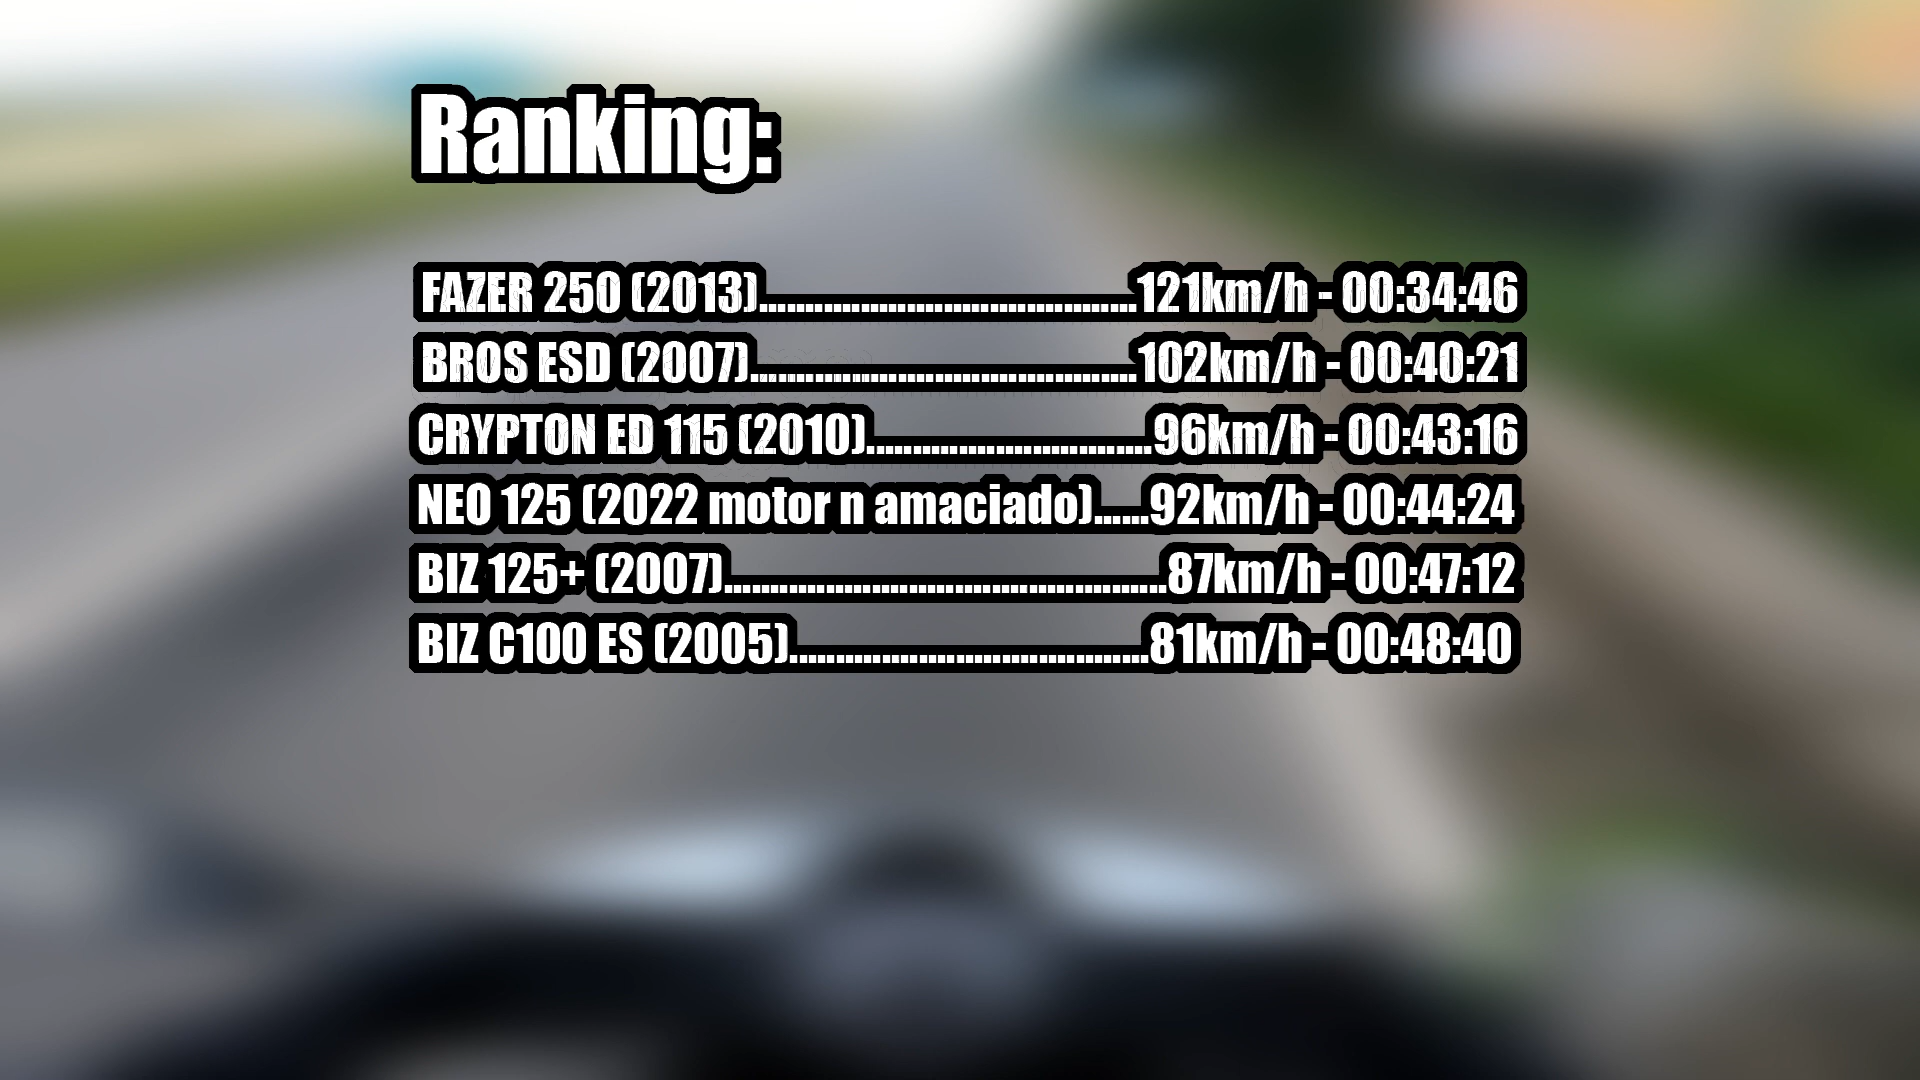 Ranking:
FAZER 250 (2013).........................................121km/h - 00:34:46
BROS ESD (2007)..........................................102km/h - 00:40:21
CRYPTON ED 115 (2010)...............................96km/h - 00:43:16
NEO 125 (2022 motor n amaciado)......92km/h - 00:44:24
BIZ 125+ (2007)................................................87km/h - 00:47:12
BIZ C100 ES (2005).......................................81km/h - 00:48:40